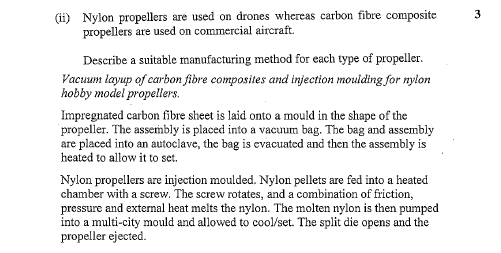 (ii) Nylon propellers are used on drones whereas carbon fibre composite 3
propellers are used on commercial aircraft.
Describe a suitable manufacturing method for each type of propeller.
Vacuum layup of carbon fibre composites and injection moulding for nylon
hobby model propellers.
Impregnated carbon fibre sheet is laid onto a mould in the shape of the
propeller. The assembly is placed into a vacuum bag. The bag and assembly
are placed into an autoclave, the bag is evacuated and then the assembly is
heated to allow it to set.
Nylon propellers are injection moulded. Nylon pellets are fed into a heated
chamber with a screw. The screw rotates, and a combination of friction,
pressure and external heat melts the nylon. The molten nylon is then pumped
into a multi-city mould and allowed to cool/set. The split die opens and the
propeller ejected.